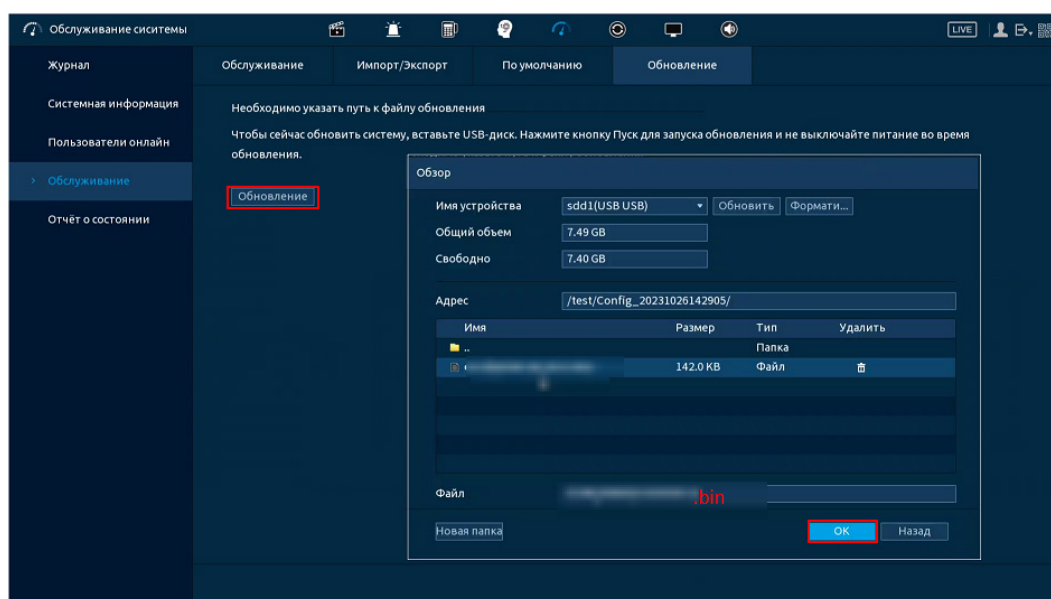 Обслуживание сиситемы
LIVE
Журнал
Обслуживание
Импорт/Экспорт
По умолчанию
Обновление
Системная информация
Пользователи онлайн
Обслуживание
Отчёт о состоянии
Необходимо указать путь к файлу обновления
Чтобы сейчас обновить систему, вставьте USB-диск. Нажмите кнопку Пуск для запуска обновления и не выключайте питание во время
обновления.
Обновление
Обзор
Имя устройства
sdd1(USB USB)
Обновить
Формати...
Общий объем
7.49 GB
Свободно
7.40 GB
Адрес
/test/Config_20231026142905/
Имя
Размер
Тип
Удалить
..
Папка
142.0 KB
Файл
Файл
.bin
Новая папка
OK
Назад